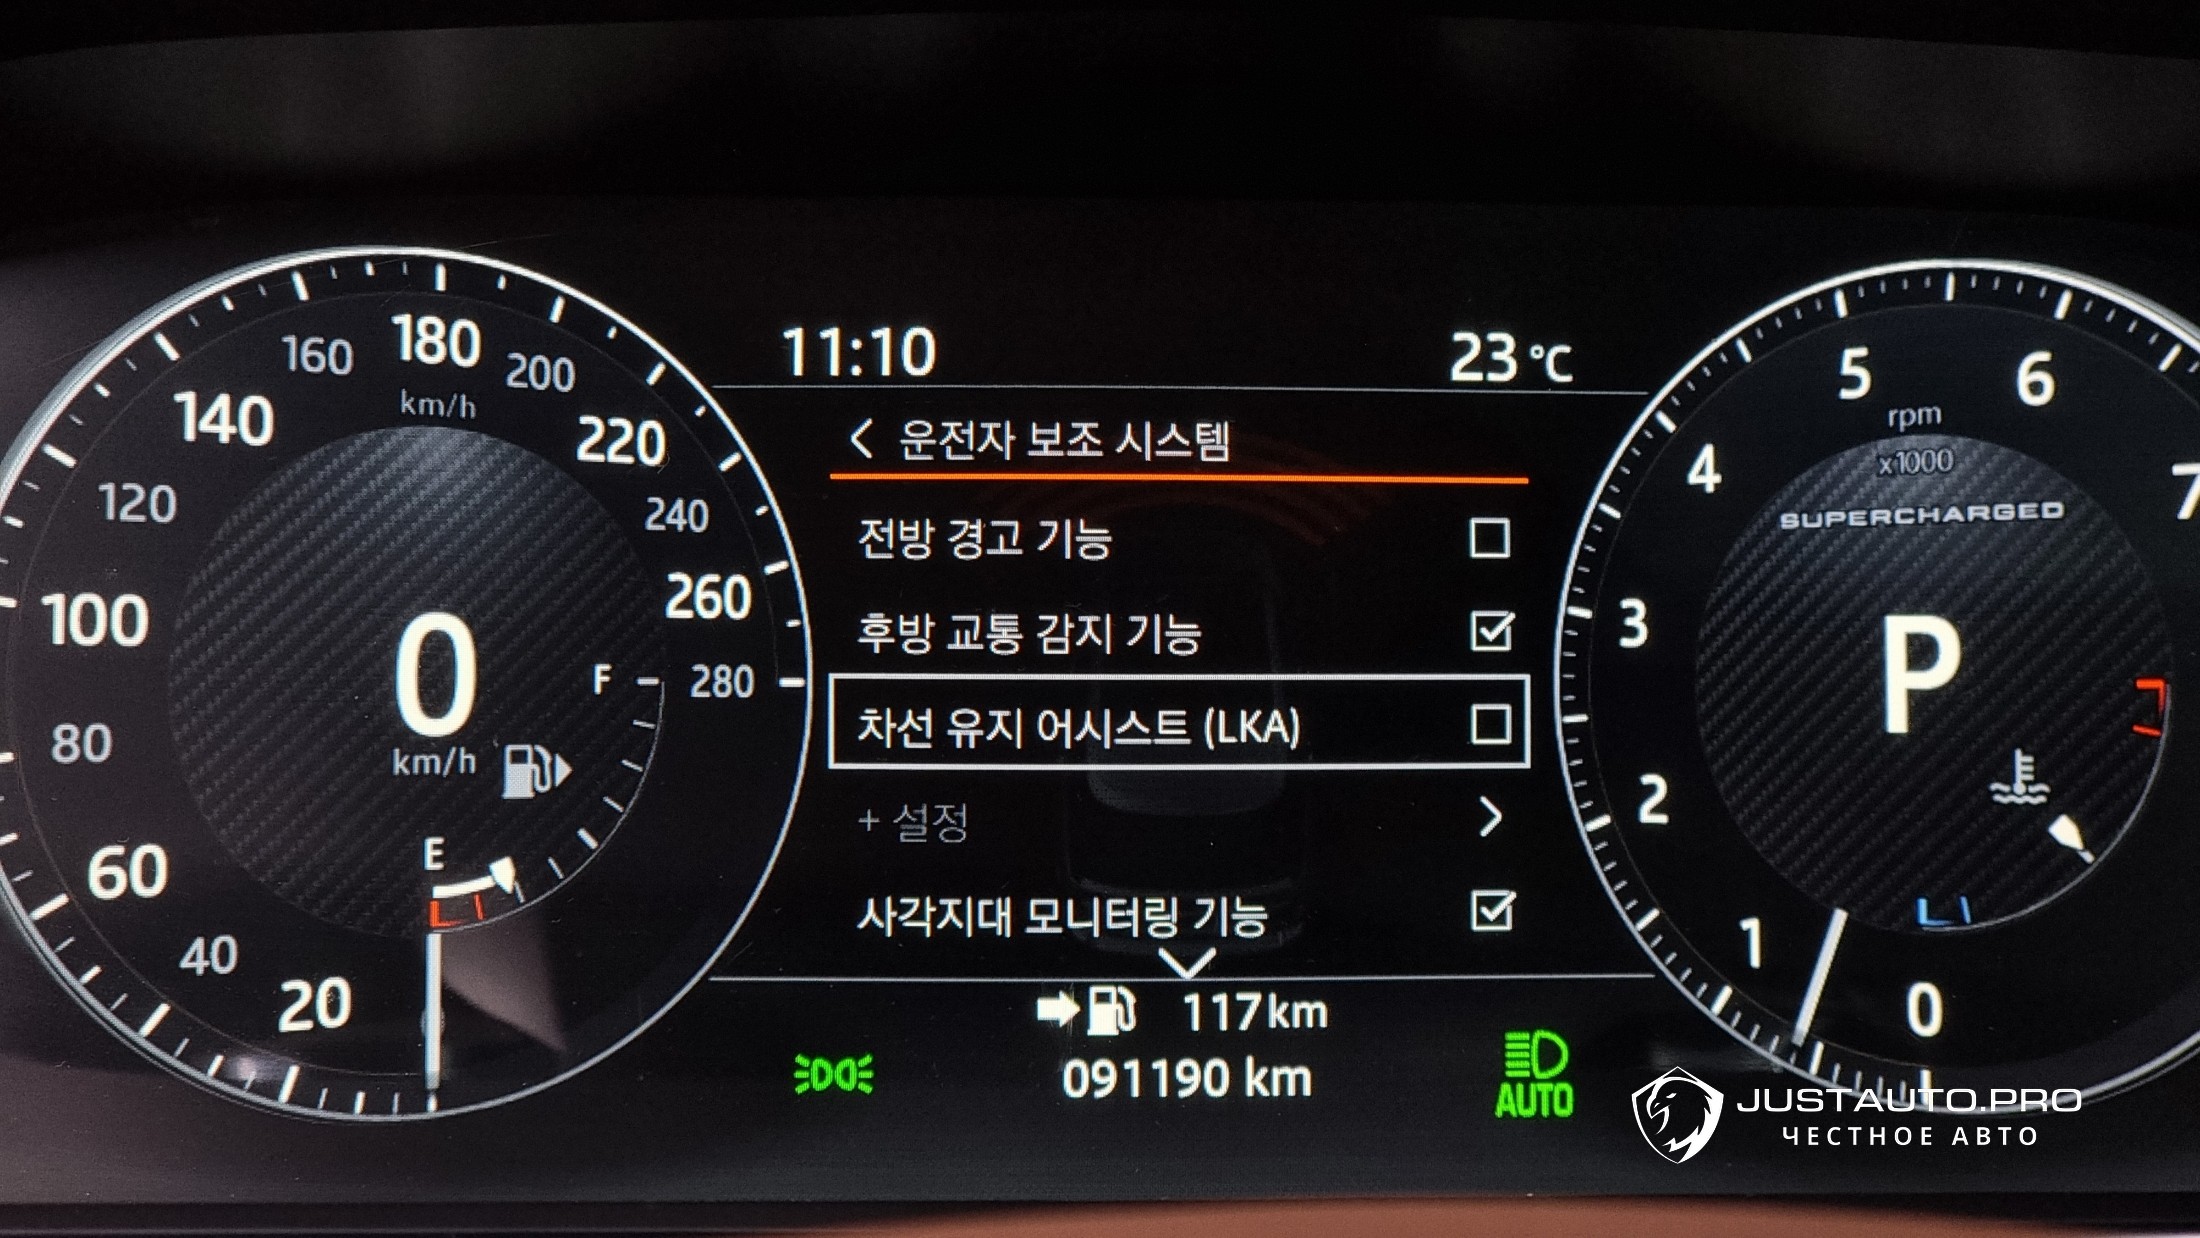 11:10
23 °C
운전자 보조 시스템
전방 경고 기능
후방 교통 감지 기능
차선 유지 어시스트 (LKA)
+ 설정
사각지대 모니터링 기능
117 km
091190 km
AUTO
20
40
60
80
100
120
140
160
180
200
220
240
260
280
km/h
0
km/h
F
E
0
1
2
3
4
5
6
7
rpm
x1000
SUPERCHARGED
P
JUSTAUTO.PRO
ЧЕСТНОЕ АВТО